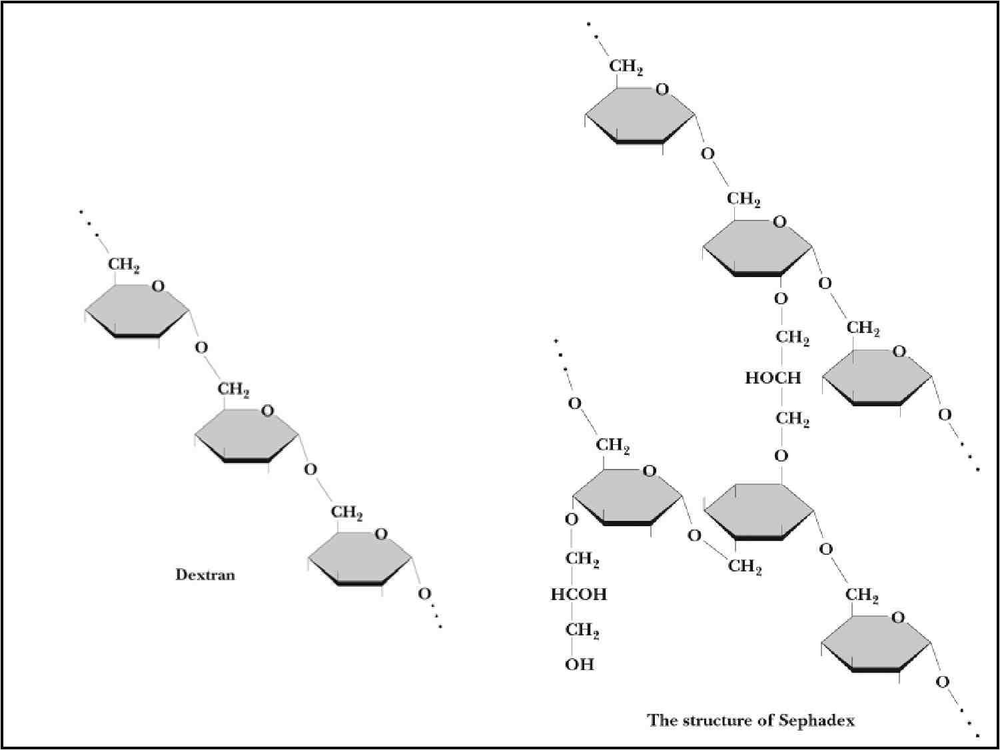 CH₂
O
O
CH₂
O
O
CH₂
O
O
Dextran
CH₂
O
O
CH₂
O
O
O
CH₂
CH₂
O
HOCH
O
CH₂
O
O
CH₂
O
O
O
O
CH₂
CH₂
HCOH
CH₂
O
CH₂
OH
O
The structure of Sephadex